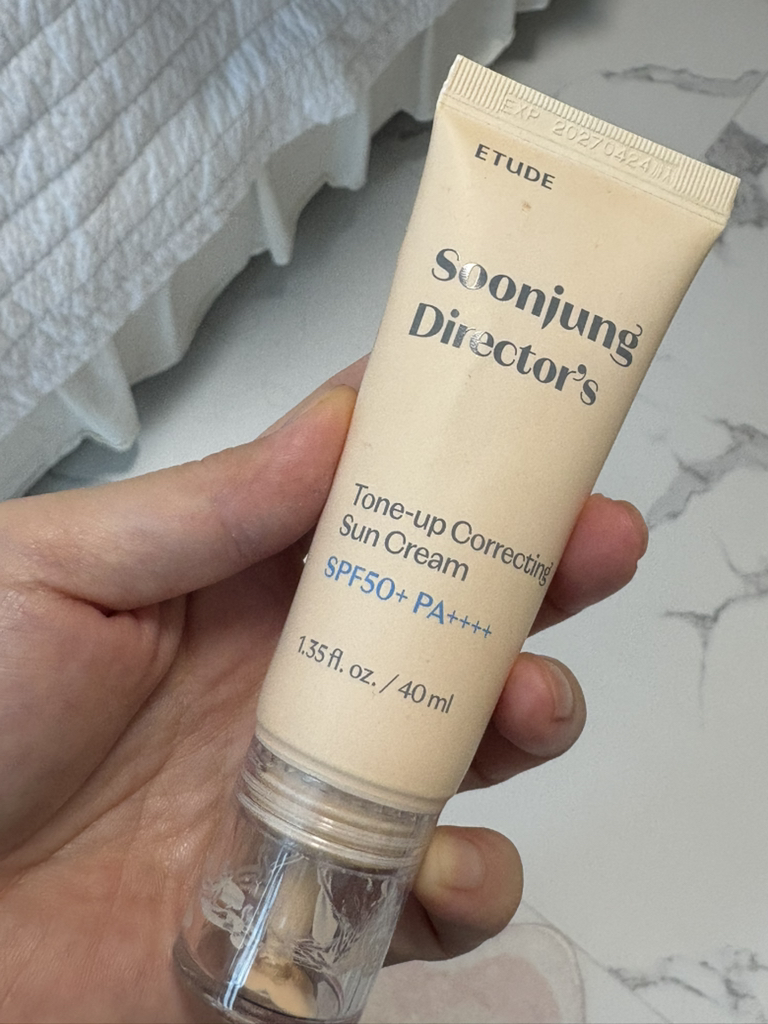 EXP 20270424
ETUDE
Soonjung
Director's
Tone-up Correcting
Sun Cream
SPF50+ PA++++
1.35 fl. oz. / 40 ml